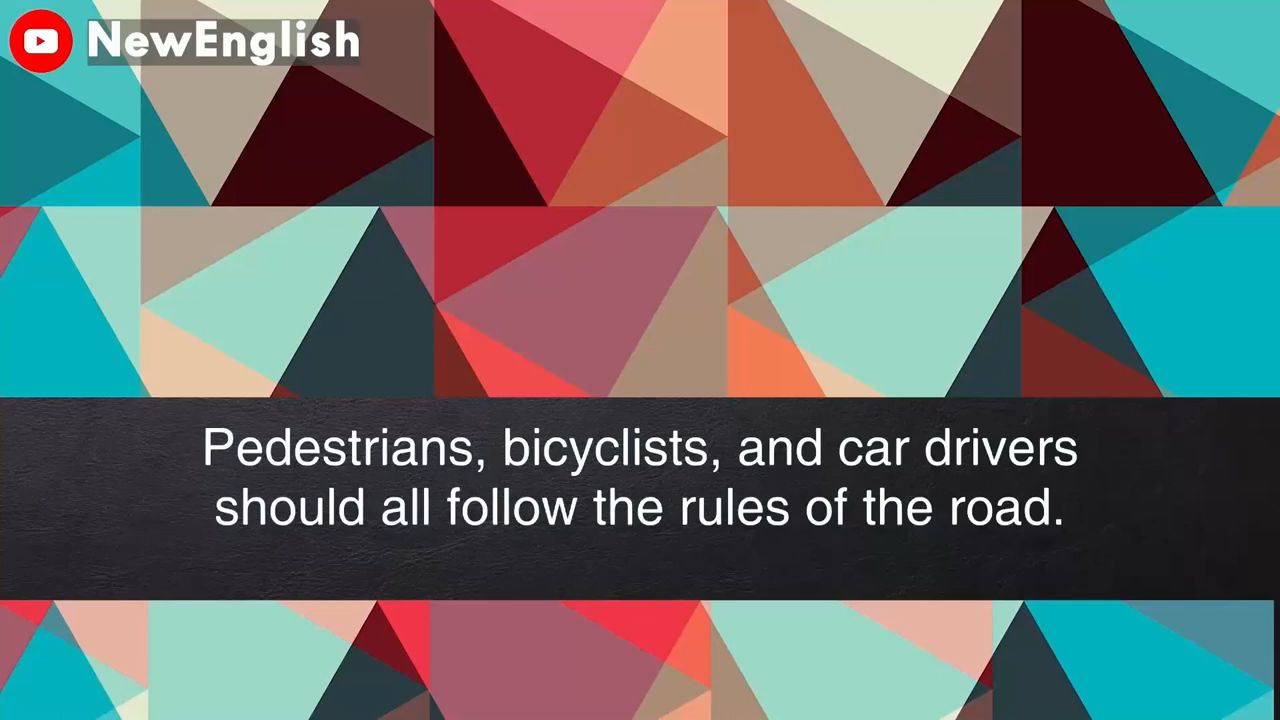 NewEnglish
Pedestrians, bicyclists, and car drivers
should all follow the rules of the road.